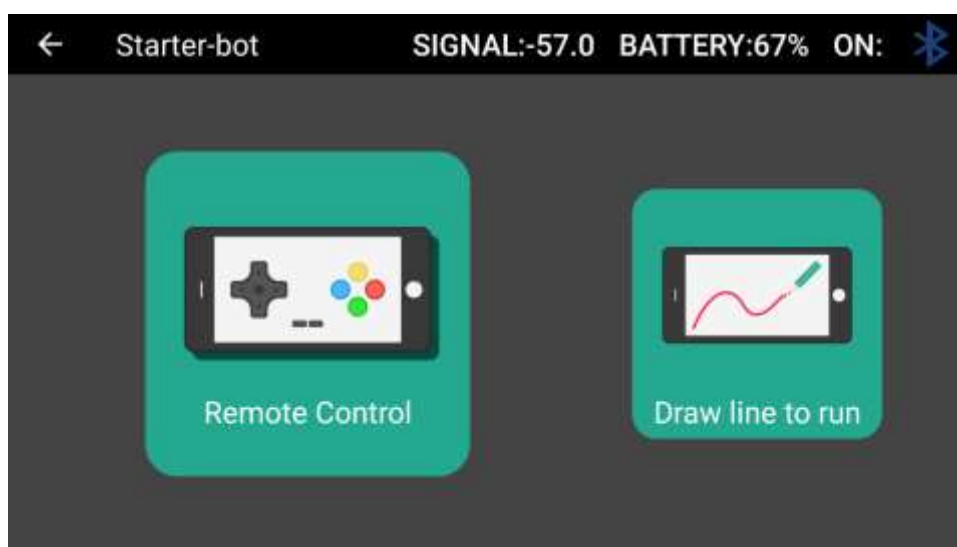 Starter-bot SIGNAL:-57.0 BATTERY:67% ON:
Remote Control
Draw line to run